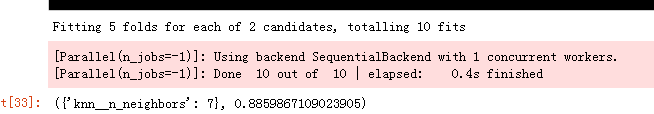 Fitting 5 folds for each of 2 candidates, totalling 10 fits
[Parallel(n_jobs=-1)]: Using backend SequentialBackend with 1 concurrent workers.
[Parallel(n_jobs=-1)]: Done  10 out of  10 | elapsed:    0.4s finished
t[33]: ({'knn__n_neighbors': 7}, 0.8859867109023905)